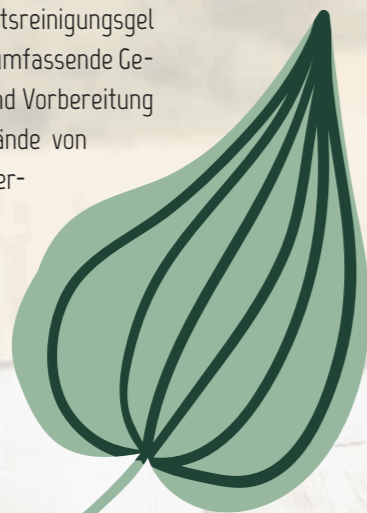 tsreinigungsgel
umfassende Ge-
nd Vorbereitung
ände von
er-